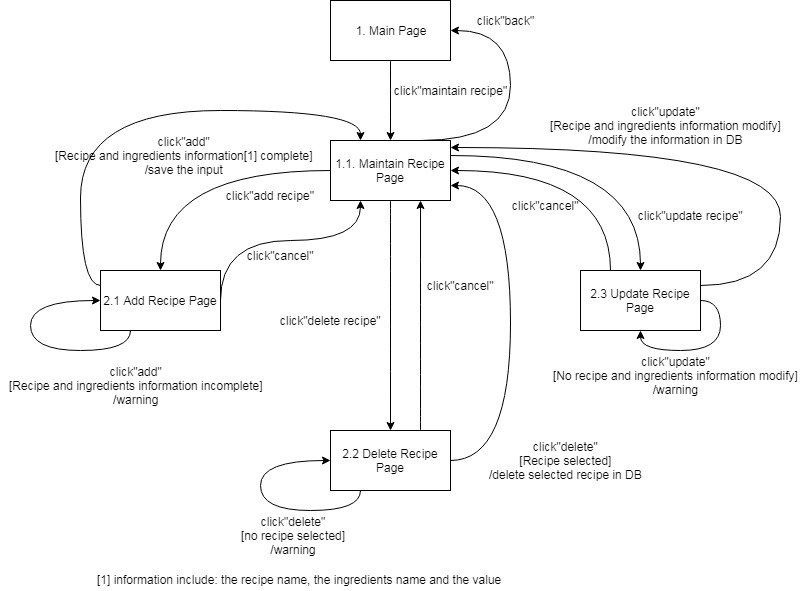 1. Main Page
click"back"
click"maintain recipe"
click"update"
[Recipe and ingredients information modify]
/modify the information in DB
click"add"
[Recipe and ingredients information[1] complete]
/save the input
1.1. Maintain Recipe
Page
click"add recipe"
click"cancel"
click"update recipe"
click"cancel"
click"cancel"
2.1 Add Recipe Page
2.3 Update Recipe
Page
click"delete recipe"
click"add"
[Recipe and ingredients information incomplete]
/warning
click"update"
[No recipe and ingredients information modify]
/warning
2.2 Delete Recipe
Page
click"delete"
[Recipe selected]
/delete selected recipe in DB
click"delete"
[no recipe selected]
/warning
[1] information include: the recipe name, the ingredients name and the value